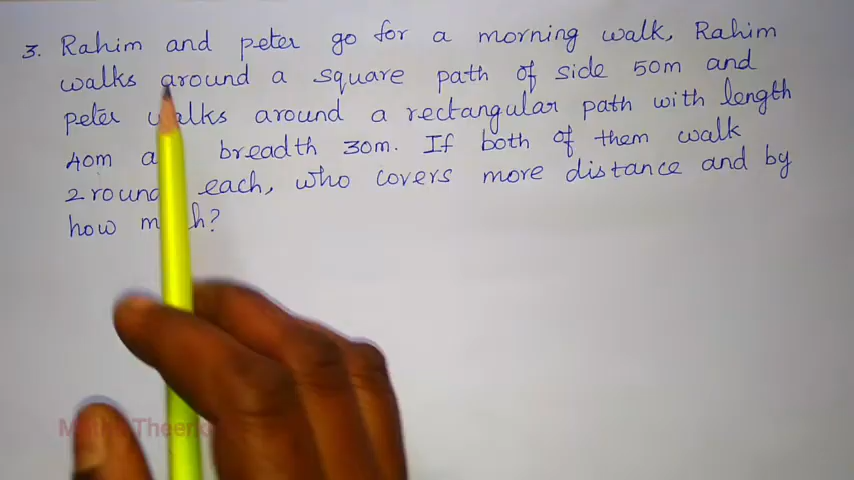 3. Rahim and peter go for a morning walk, Rahim
walks around a square path of side 50m and
peter walks around a rectangular path with length
40m a breadth 30m. If both of them walk
2 round each, who covers more distance and by
how m h?